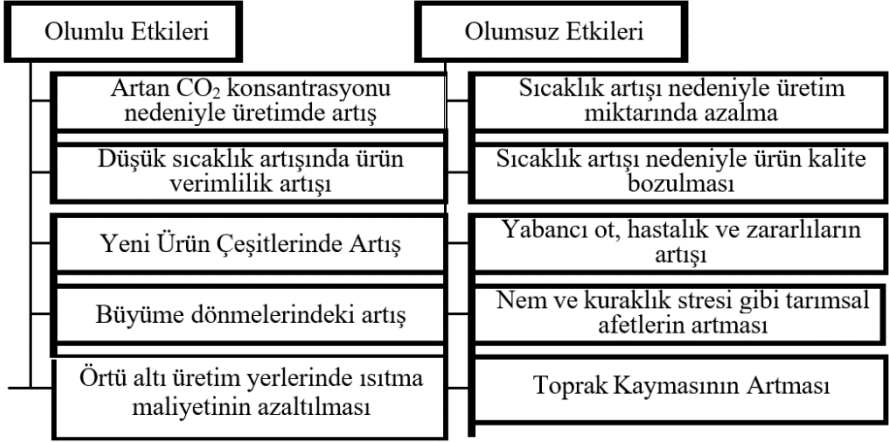 Olumlu Etkileri
Artan CO₂ konsantrasyonu
nedeniyle üretimde artış
Düşük sıcaklık artışında ürün
verimlilik artışı
Yeni Ürün Çeşitlerinde Artış
Büyüme dönmelerindeki artış
Örtü altı üretim yerlerinde ısıtma
maliyetinin azaltılması
Olumsuz Etkileri
Sıcaklık artışı nedeniyle üretim
miktarında azalma
Sıcaklık artışı nedeniyle ürün kalite
bozulması
Yabancı ot, hastalık ve zararlıların
artışı
Nem ve kuraklık stresi gibi tarımsal
afetlerin artması
Toprak Kaymasının Artması